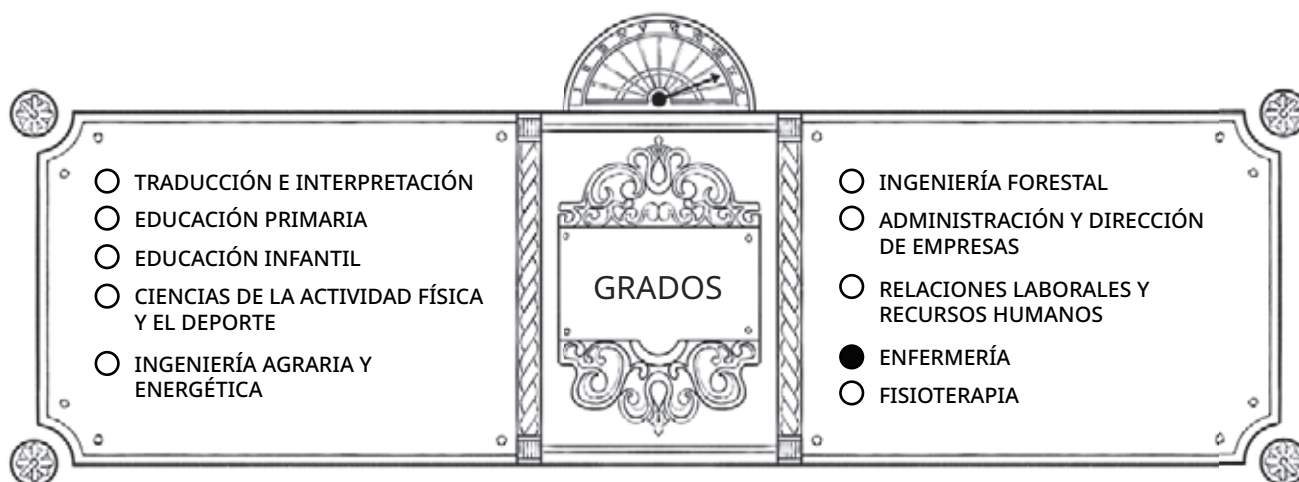 TRADUCCIÓN E INTERPRETACIÓN
EDUCACIÓN PRIMARIA
EDUCACIÓN INFANTIL
CIENCIAS DE LA ACTIVIDAD FÍSICA
Y EL DEPORTE
INGENIERÍA AGRARIA Y
ENERGÉTICA
GRADOS
INGENIERÍA FORESTAL
ADMINISTRACIÓN Y DIRECCIÓN
DE EMPRESAS
RELACIONES LABORALES Y
RECURSOS HUMANOS
ENFERMERÍA
FISIOTERAPIA